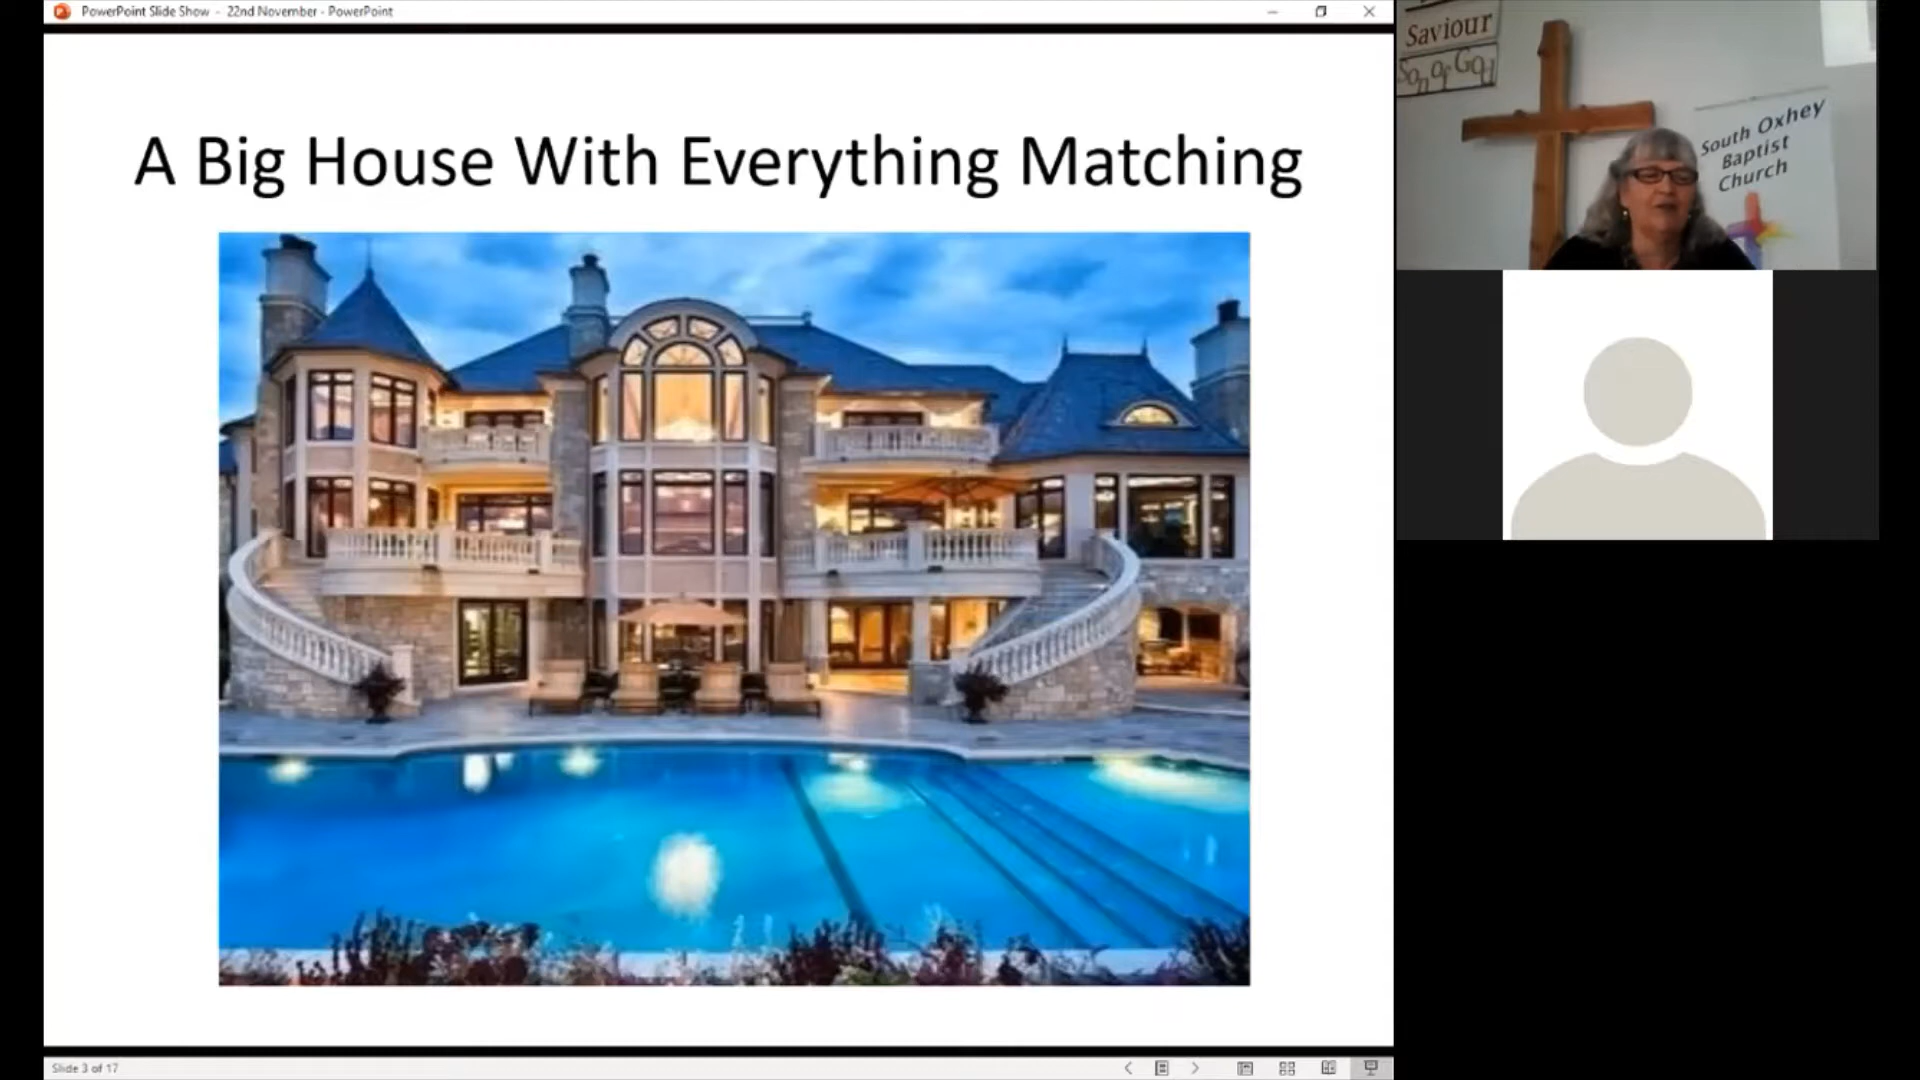 PowerPoint Slide Show - 22nd November - PowerPoint
A Big House With Everything Matching
Slide 3 of 17
Saviour
Son of God
South Oxhey
Baptist
Church